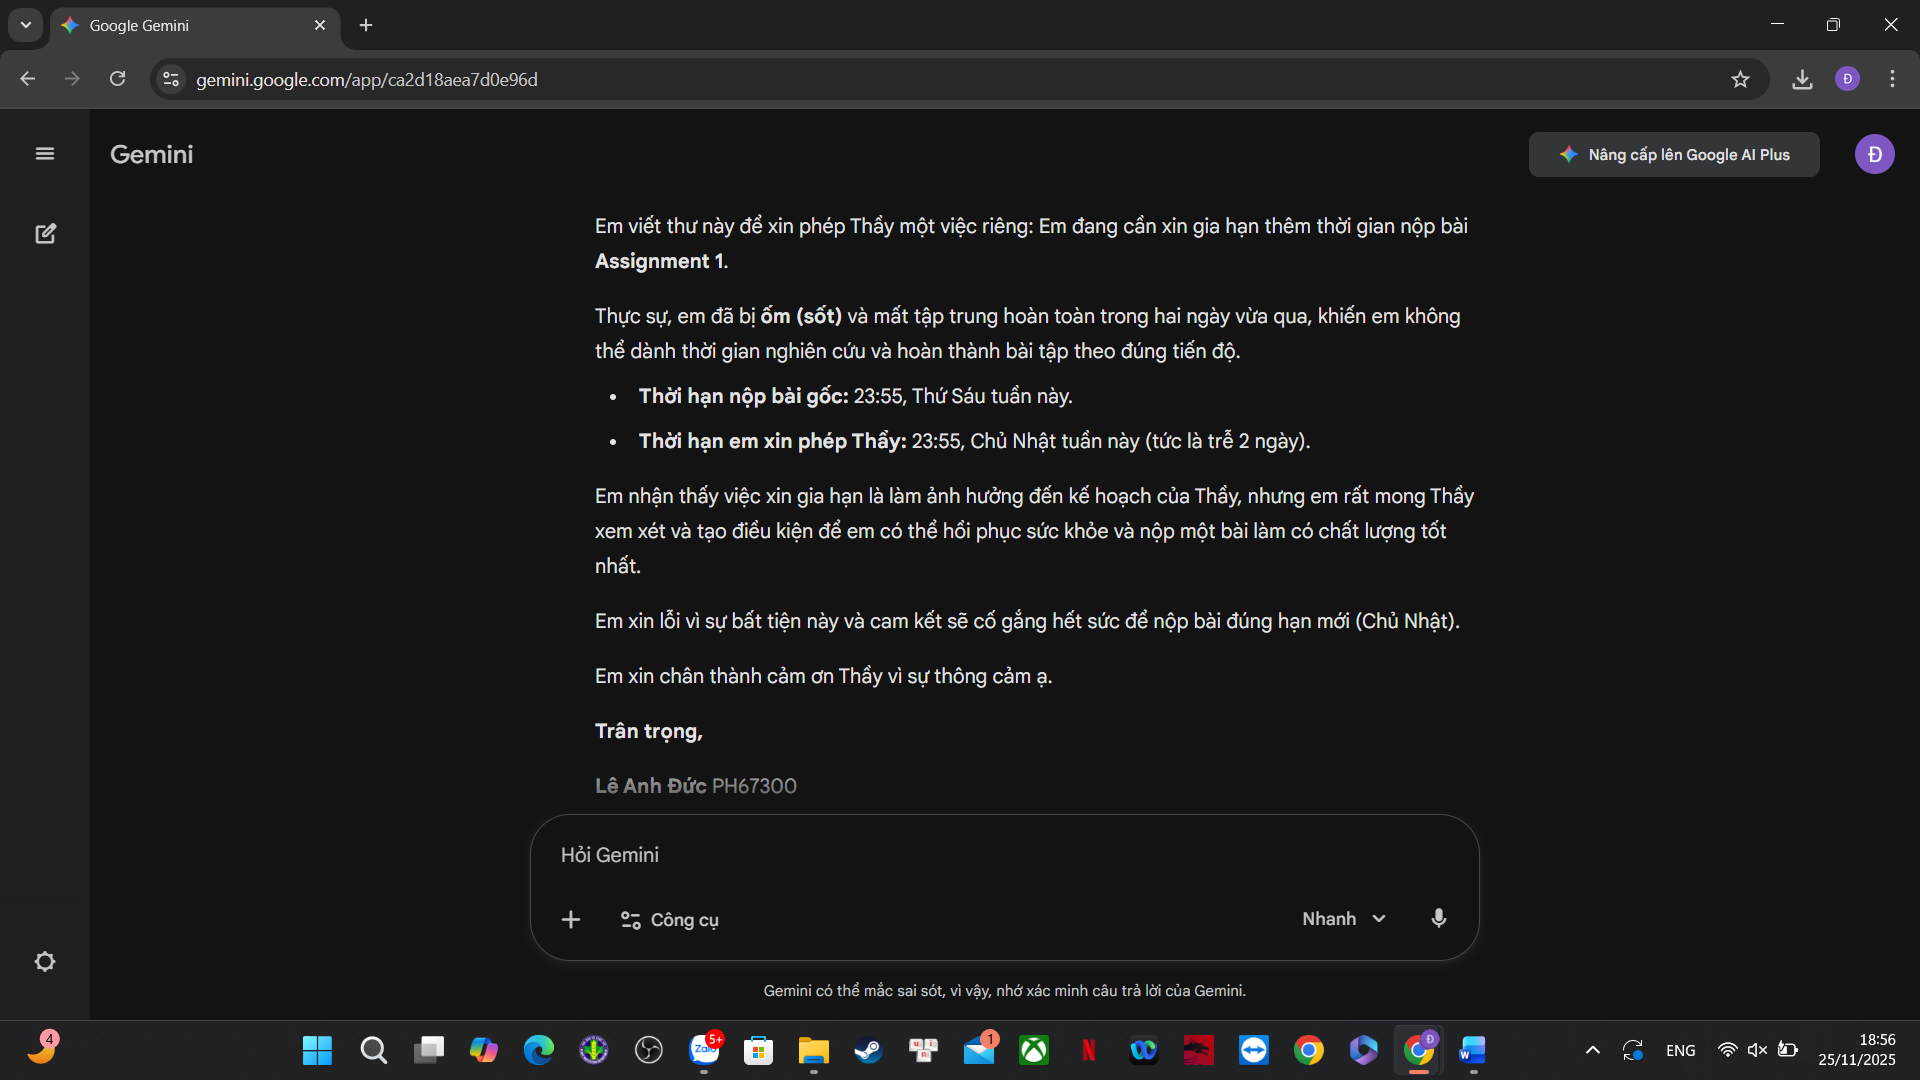 Google Gemini
gemini.google.com/app/ca2d18aea7d0e96d
Đ
Gemini
Nâng cấp lên Google AI Plus
Đ
Em viết thư này để xin phép Thầy một việc riêng: Em đang cần xin gia hạn thêm thời gian nộp bài
Assignment 1.
Thực sự, em đã bị ốm (sốt) và mất tập trung hoàn toàn trong hai ngày vừa qua, khiến em không
thể dành thời gian nghiên cứu và hoàn thành bài tập theo đúng tiến độ.
• Thời hạn nộp bài gốc: 23:55, Thứ Sáu tuần này.
• Thời hạn em xin phép Thầy: 23:55, Chủ Nhật tuần này (tức là trễ 2 ngày).
Em nhận thấy việc xin gia hạn là làm ảnh hưởng đến kế hoạch của Thầy, nhưng em rất mong Thầy
xem xét và tạo điều kiện để em có thể hồi phục sức khỏe và nộp một bài làm có chất lượng tốt
nhất.
Em xin lỗi vì sự bất tiện này và cam kết sẽ cố gắng hết sức để nộp bài đúng hạn mới (Chủ Nhật).
Em xin chân thành cảm ơn Thầy vì sự thông cảm ạ.
Trân trọng,
Lê Anh Đức PH67300
Hỏi Gemini
Công cụ
Nhanh
Gemini có thể mắc sai sót, vì vậy, nhớ xác minh câu trả lời của Gemini.
4
Zalo
5+
1
N
Đ
W
ENG
18:56
25/11/2025